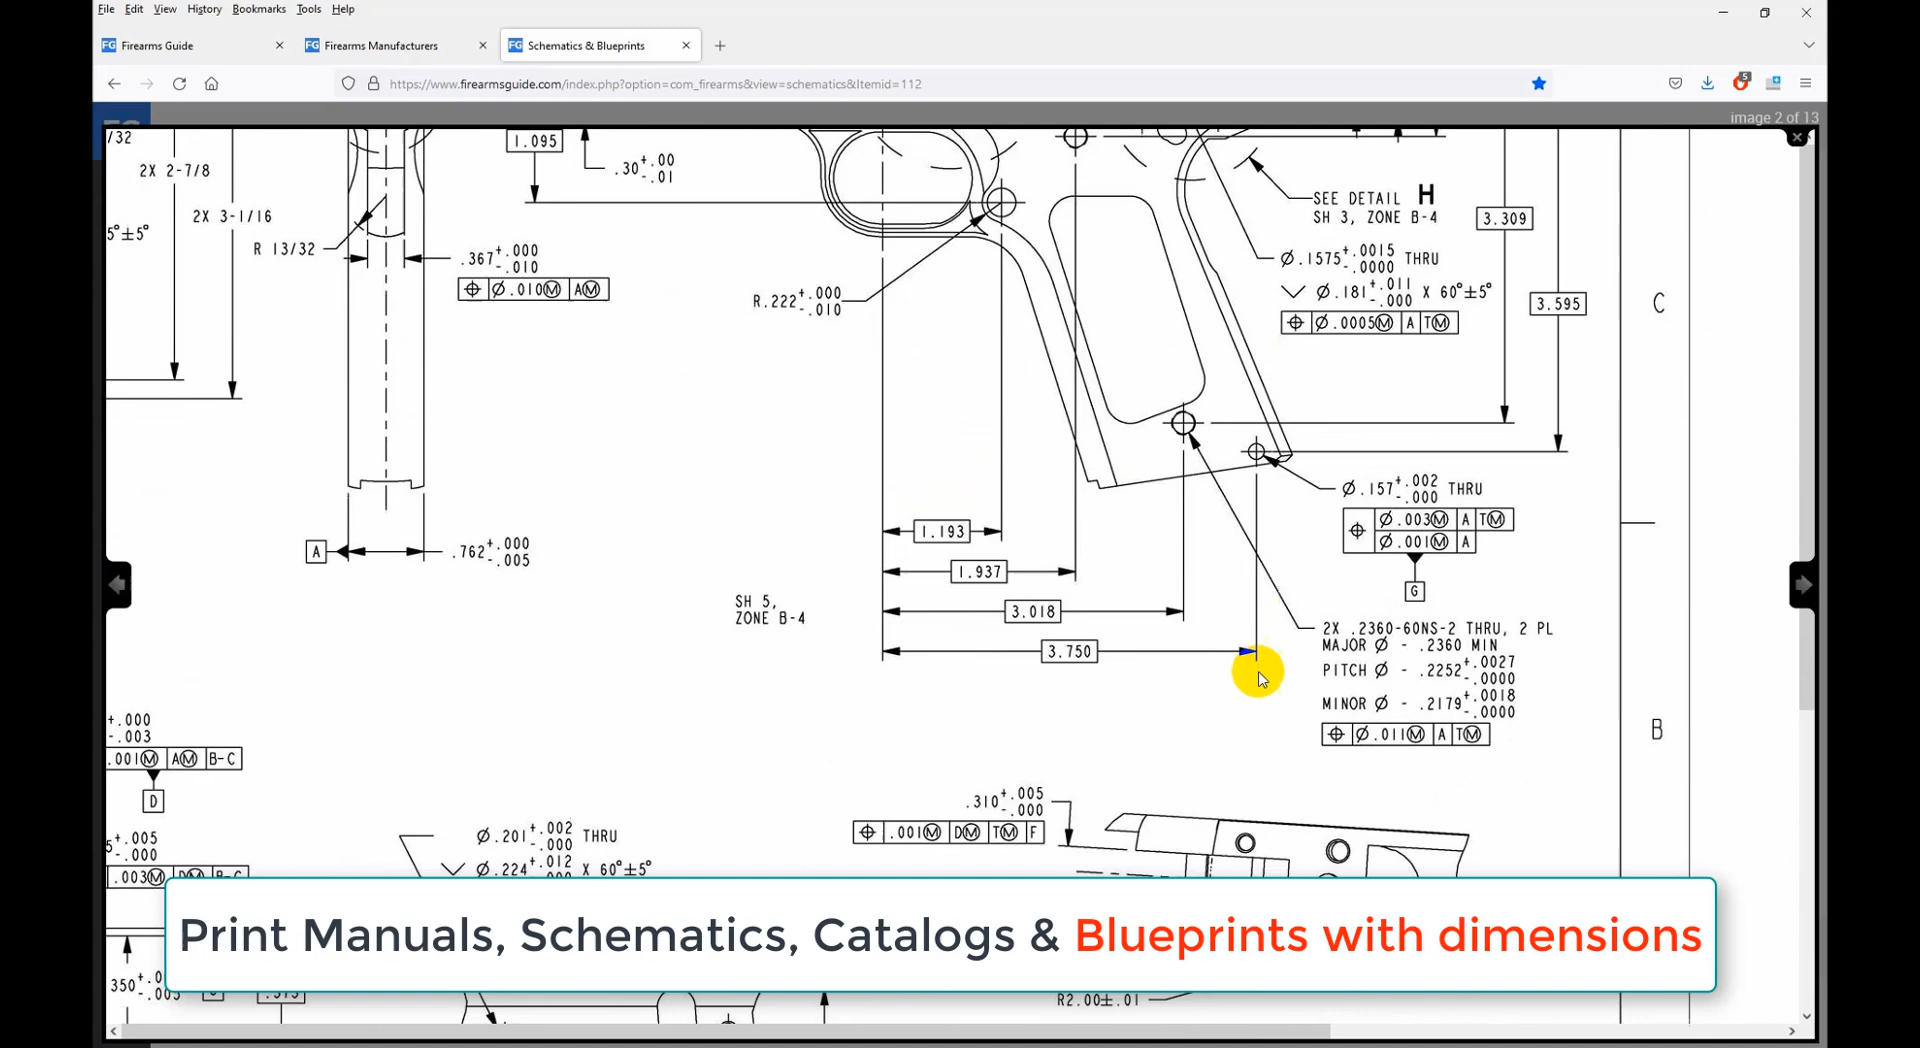 File Edit View History Bookmarks Tools Help
FG Firearms Guide
FG Firearms Manufacturers
FG Schematics & Blueprints
https://www.firearmsguide.com/index.php?option=com_firearms&view=schematics&Itemid=112
5
image 2 of 13
/32
2X 2-7/8
2X 3-1/16
5°±5°
R 13/32
.367 +.000 -.010
⌖ Ø.010Ⓜ AⓂ
1.095
.30 +.00 -.01
R.222 +.000 -.010
SEE DETAIL H
SH 3, ZONE B-4
3.309
Ø.1575 +.0015 -.0000 THRU
Ø.181 +.011 -.000 X 60°±5°
⌖ Ø.0005Ⓜ A TⓂ
3.595
C
Ø.157 +.002 -.000 THRU
⌖ Ø.003Ⓜ A TⓂ
Ø.001Ⓜ A
G
A
.762 +.000 -.005
1.193
1.937
3.018
3.750
SH 5,
ZONE B-4
2X .2360-60NS-2 THRU, 2 PL
MAJOR Ø - .2360 MIN
PITCH Ø - .2252 +.0027 -.0000
MINOR Ø - .2179 +.0018 -.0000
⌖ Ø.011Ⓜ A TⓂ
B
+.000
-.003
.001Ⓜ AⓂ B-C
D
5 +.005 -.000
.003Ⓜ DⓂ B-C
Ø.201 +.002 -.000 THRU
Ø.224 +.012 X 60°±5°
.310 +.005 -.000
⌖ .001Ⓜ DⓂ TⓂ F
Print Manuals, Schematics, Catalogs & Blueprints with dimensions
R2.00±.01